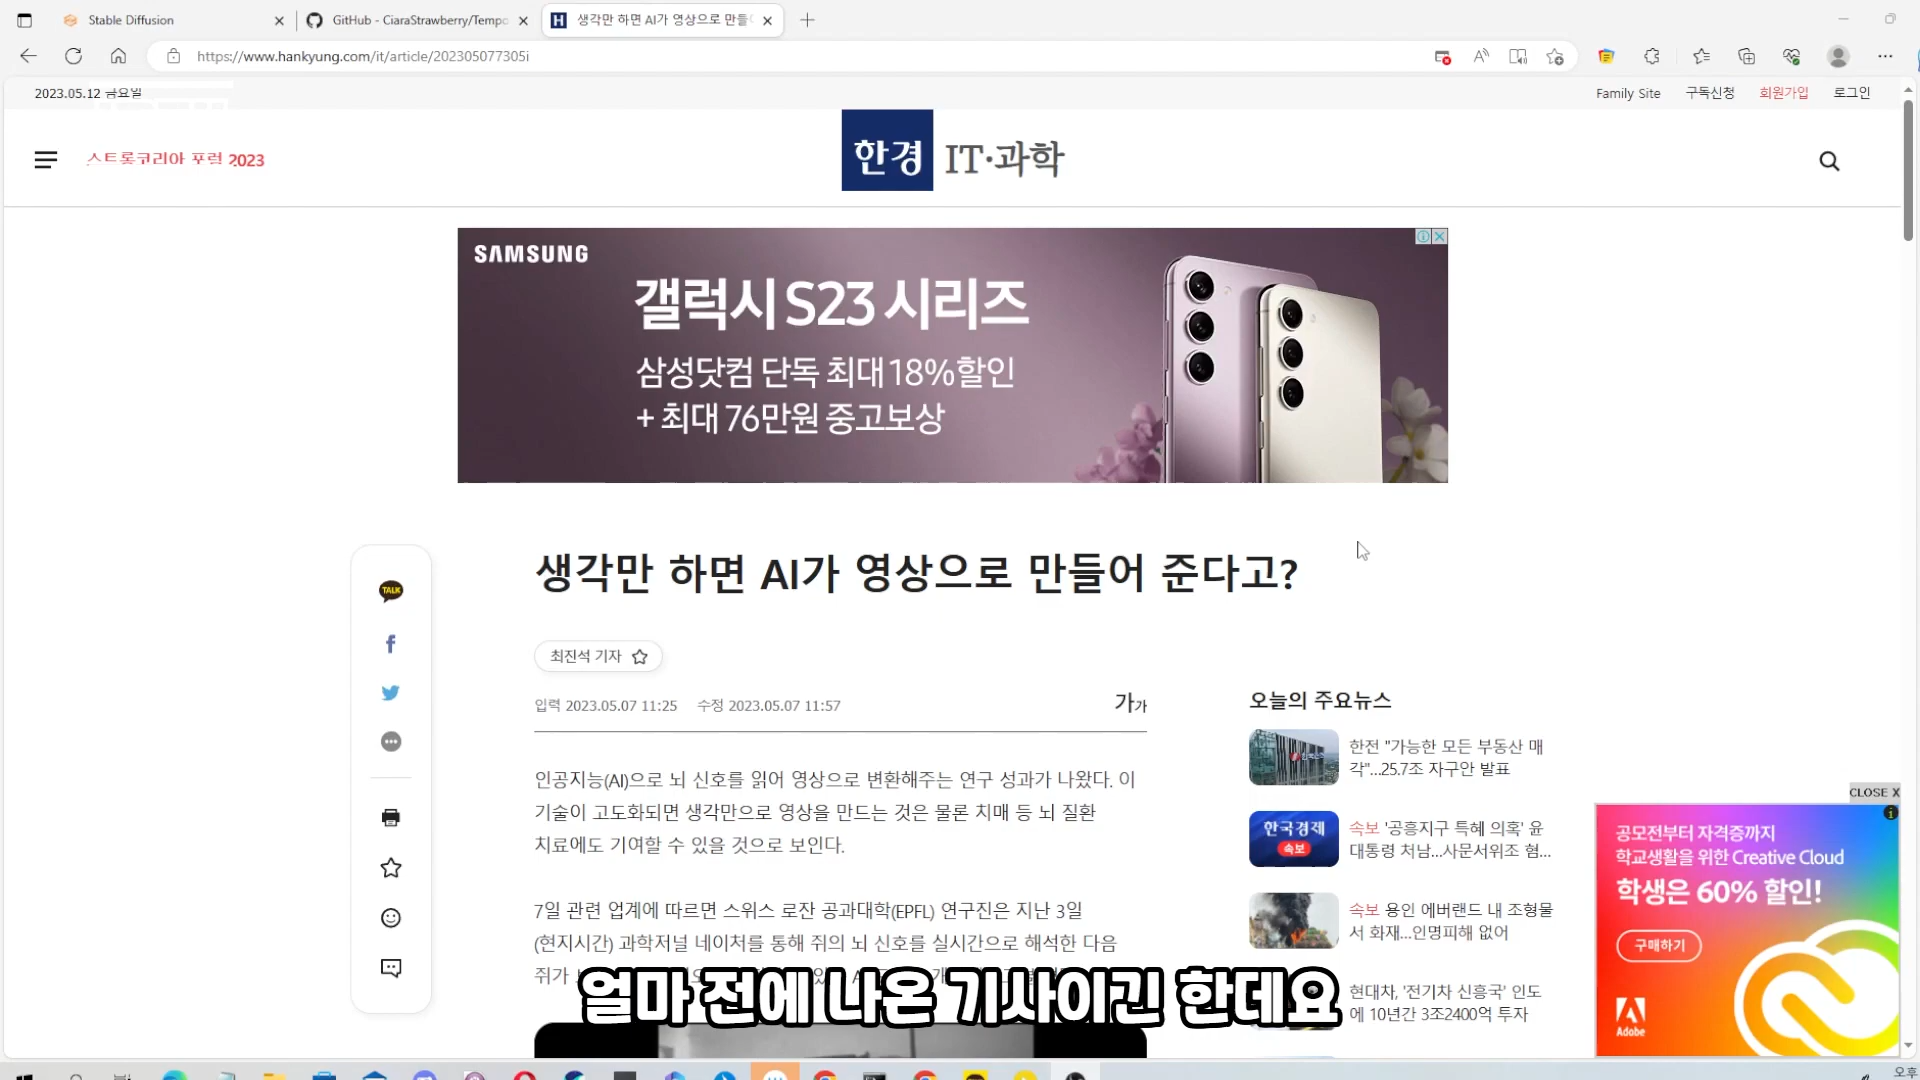 Stable Diffusion
GitHub - CiaraStrawberry/Tempo
생각만 하면 AI가 영상으로 만들
https://www.hankyung.com/it/article/202305077305i
2023.05.12 금요일
Family Site
구독신청
회원가입
로그인
스트롱코리아 포럼 2023
한경 IT·과학
SAMSUNG
갤럭시 S23 시리즈
삼성닷컴 단독 최대 18%할인
+ 최대 76만원 중고보상
생각만 하면 AI가 영상으로 만들어 준다고?
TALK
최진석 기자
입력 2023.05.07 11:25 수정 2023.05.07 11:57
가가
인공지능(AI)으로 뇌 신호를 읽어 영상으로 변환해주는 연구 성과가 나왔다. 이
기술이 고도화되면 생각만으로 영상을 만드는 것은 물론 치매 등 뇌 질환
치료에도 기여할 수 있을 것으로 보인다.
7일 관련 업계에 따르면 스위스 로잔 공과대학(EPFL) 연구진은 지난 3일
(현지시간) 과학저널 네이처를 통해 쥐의 뇌 신호를 실시간으로 해석한 다음
쥐가
얼마 전에 나온 기사이긴 한데요
오늘의 주요뉴스
한전 "가능한 모든 부동산 매
각"...25.7조 자구안 발표
한국경제
속보
속보 '공흥지구 특혜 의혹' 윤
대통령 처남...사문서위조 혐...
속보 용인 에버랜드 내 조형물
서 화재...인명피해 없어
현대차, '전기차 신흥국' 인도
에 10년간 3조2400억 투자
CLOSE X
공모전부터 자격증까지
학교생활을 위한 Creative Cloud
학생은 60% 할인!
구매하기
Adobe
오후